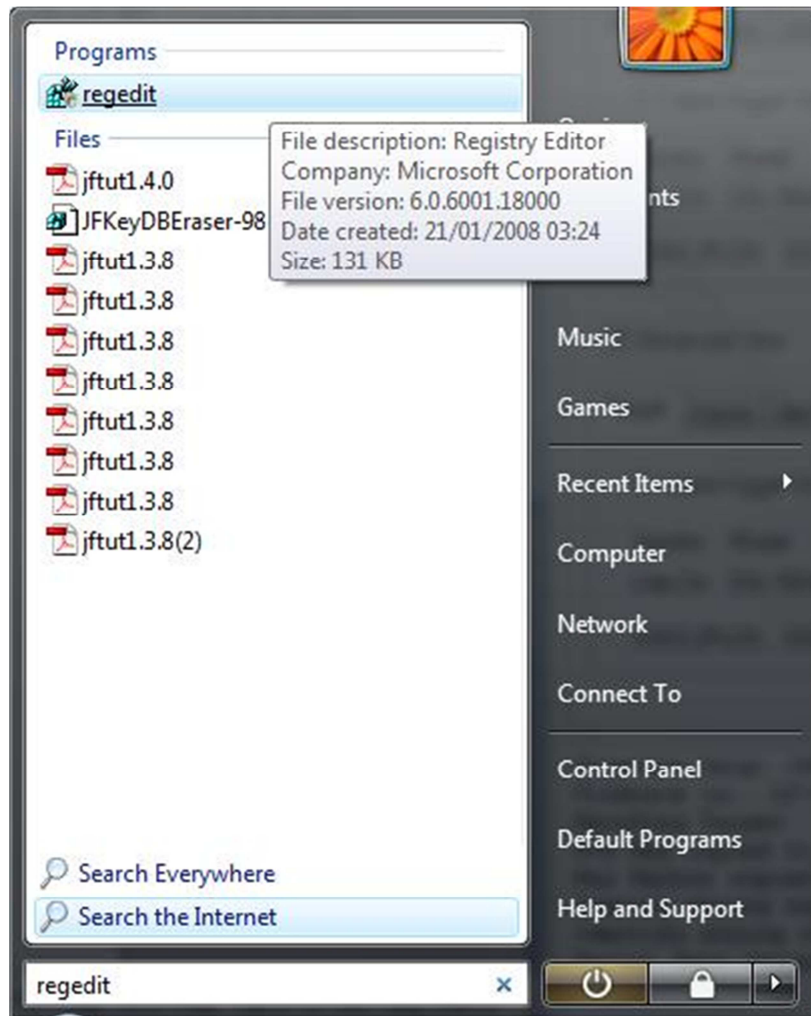 Programs
regedit
File description: Registry Editor
Company: Microsoft Corporation
File version: 6.0.6001.18000
Date created: 21/01/2008 03:24
Size: 131 KB
Files
jftut1.4.0
JFKeyDBEraser-98
jftut1.3.8
jftut1.3.8
jftut1.3.8
jftut1.3.8
jftut1.3.8
jftut1.3.8
jftut1.3.8
jftut1.3.8(2)
Search Everywhere
Search the Internet
regedit
nts
Music
Games
Recent Items
Computer
Network
Connect To
Control Panel
Default Programs
Help and Support